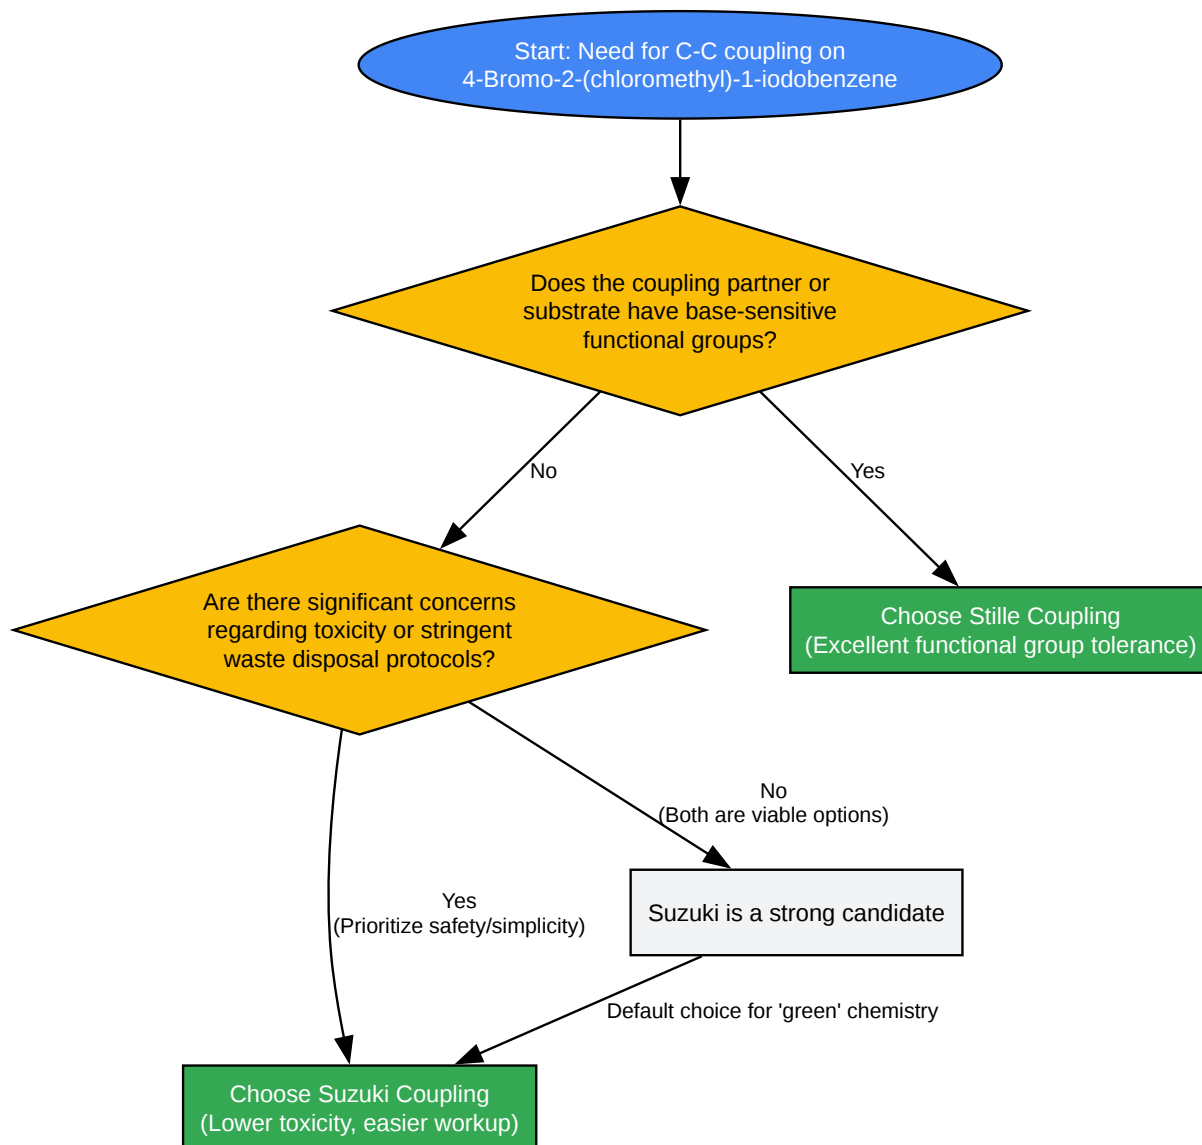 Start: Need for C-C coupling on
4-Bromo-2-(chloromethyl)-1-iodobenzene
Does the coupling partner or
substrate have base-sensitive
functional groups?
No
Yes
Are there significant concerns
regarding toxicity or stringent
waste disposal protocols?
Choose Stille Coupling
(Excellent functional group tolerance)
No
(Both are viable options)
Yes
(Prioritize safety/simplicity)
Suzuki is a strong candidate
Default choice for 'green' chemistry
Choose Suzuki Coupling
(Lower toxicity, easier workup)